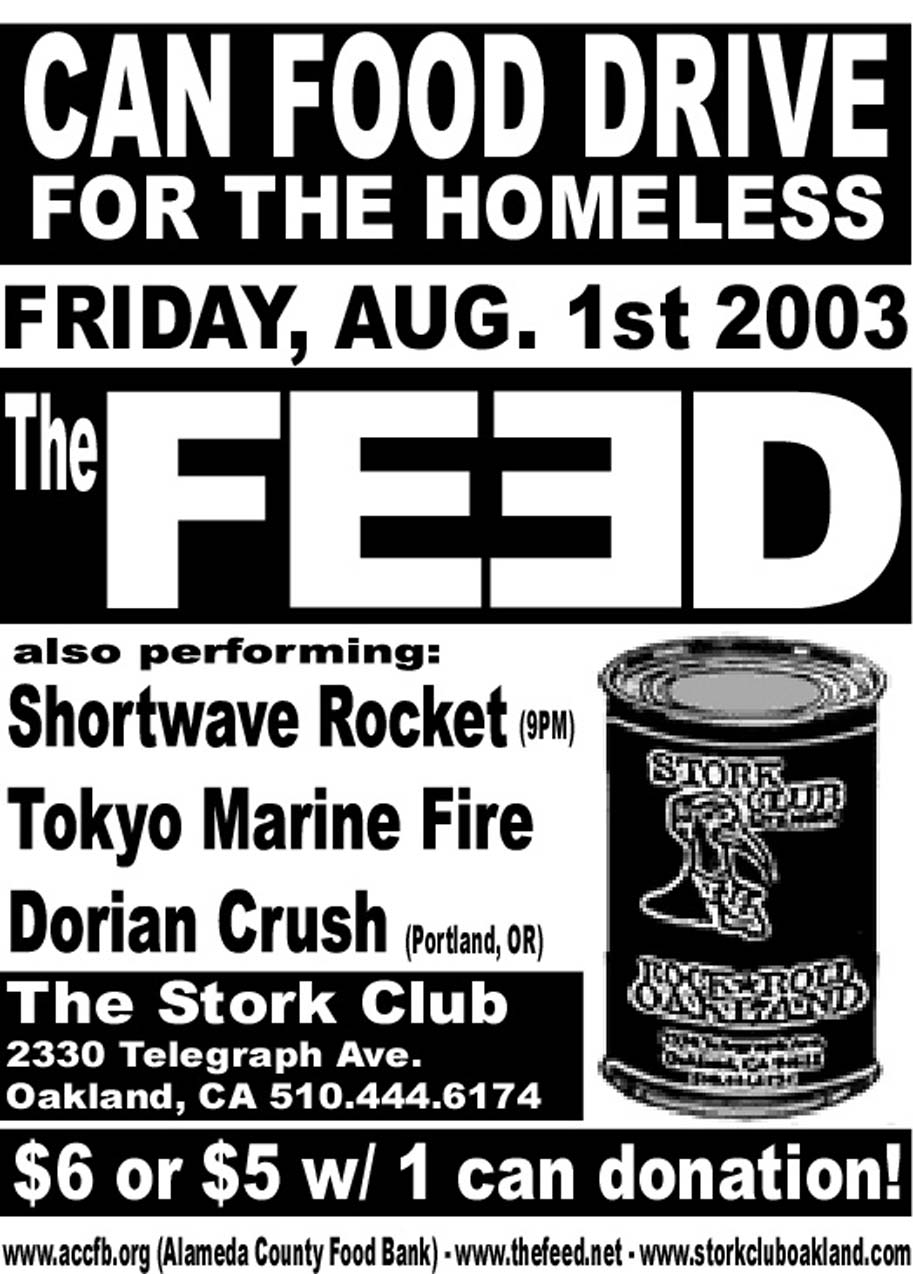 CAN FOOD DRIVE
FOR THE HOMELESS
FRIDAY, AUG. 1st 2003
The FEED
also performing:
Shortwave Rocket (9PM)
Tokyo Marine Fire
Dorian Crush (Portland, OR)
STORK
CLUB
ROCK N ROLL
OAKLAND
The Stork Club
2330 Telegraph Ave.
Oakland, CA 510.444.6174
$6 or $5 w/ 1 can donation!
www.accfb.org (Alameda County Food Bank) - www.thefeed.net - www.storkcluboakland.com